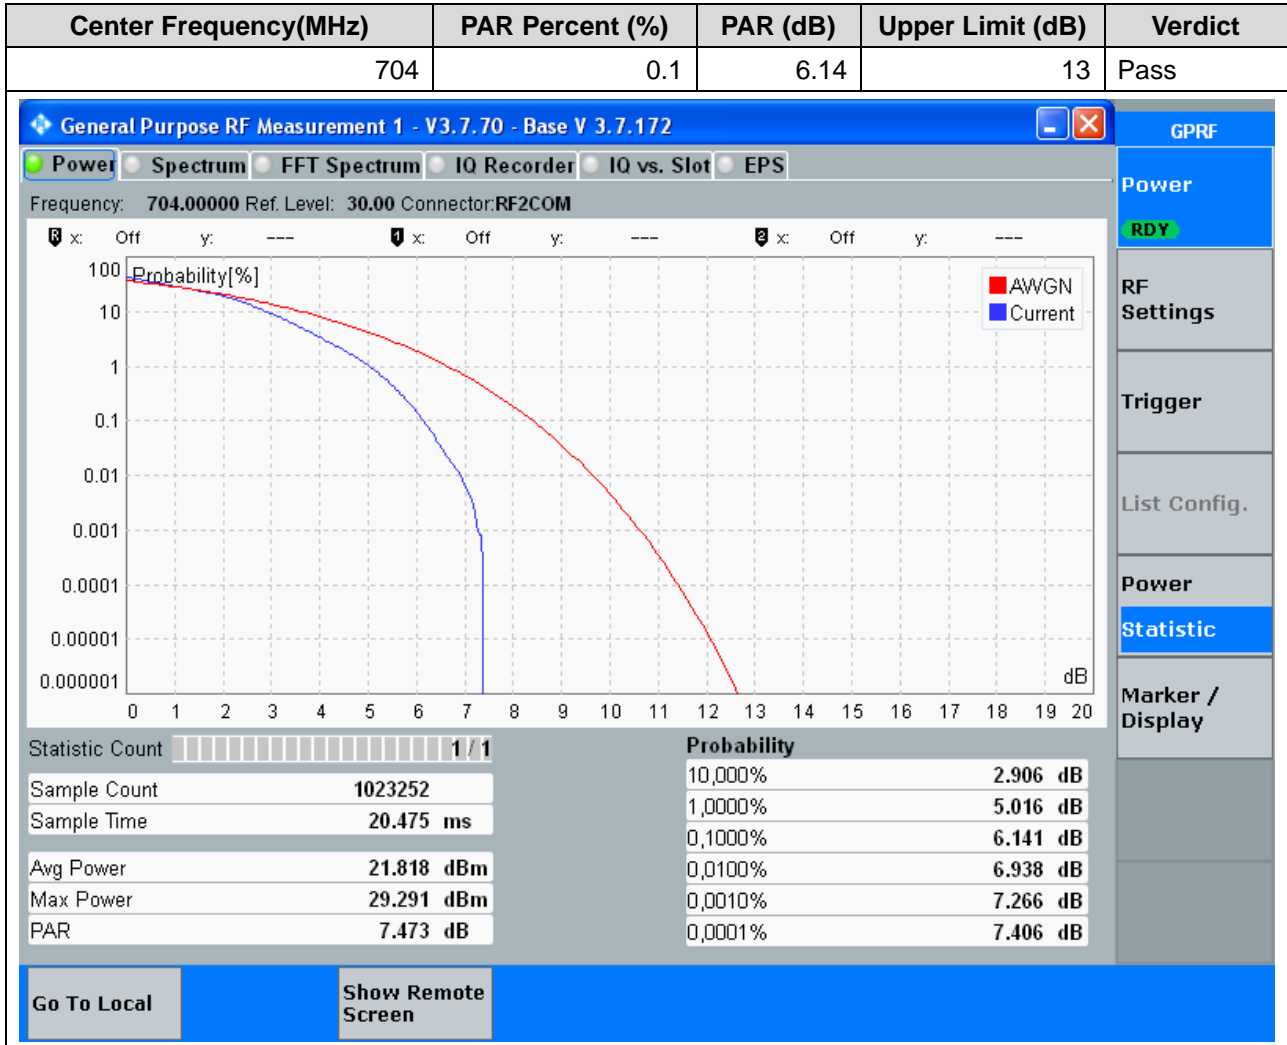 Center Frequency(MHz) PAR Percent (%) PAR (dB) Upper Limit (dB) Verdict
704 0.1 6.14 13 Pass
General Purpose RF Measurement 1 - V3.7.70 - Base V 3.7.172
GPRF
Power Spectrum FFT Spectrum IQ Recorder IQ vs. Slot EPS
Power
RDY
Frequency: 704.00000 Ref. Level: 30.00 Connector:RF2COM
R x: Off y: --- 1 x: Off y: --- 2 x: Off y: ---
Probability[%]
AWGN
Current
100
10
1
0.1
0.01
0.001
0.0001
0.00001
0.000001
dB
0 1 2 3 4 5 6 7 8 9 10 11 12 13 14 15 16 17 18 19 20
RF
Settings
Trigger
List Config.
Power
Statistic
Marker /
Display
Statistic Count 1 / 1
Sample Count 1023252
Sample Time 20.475 ms
Avg Power 21.818 dBm
Max Power 29.291 dBm
PAR 7.473 dB
Probability
10,000% 2.906 dB
1,0000% 5.016 dB
0,1000% 6.141 dB
0,0100% 6.938 dB
0,0010% 7.266 dB
0,0001% 7.406 dB
Go To Local
Show Remote
Screen